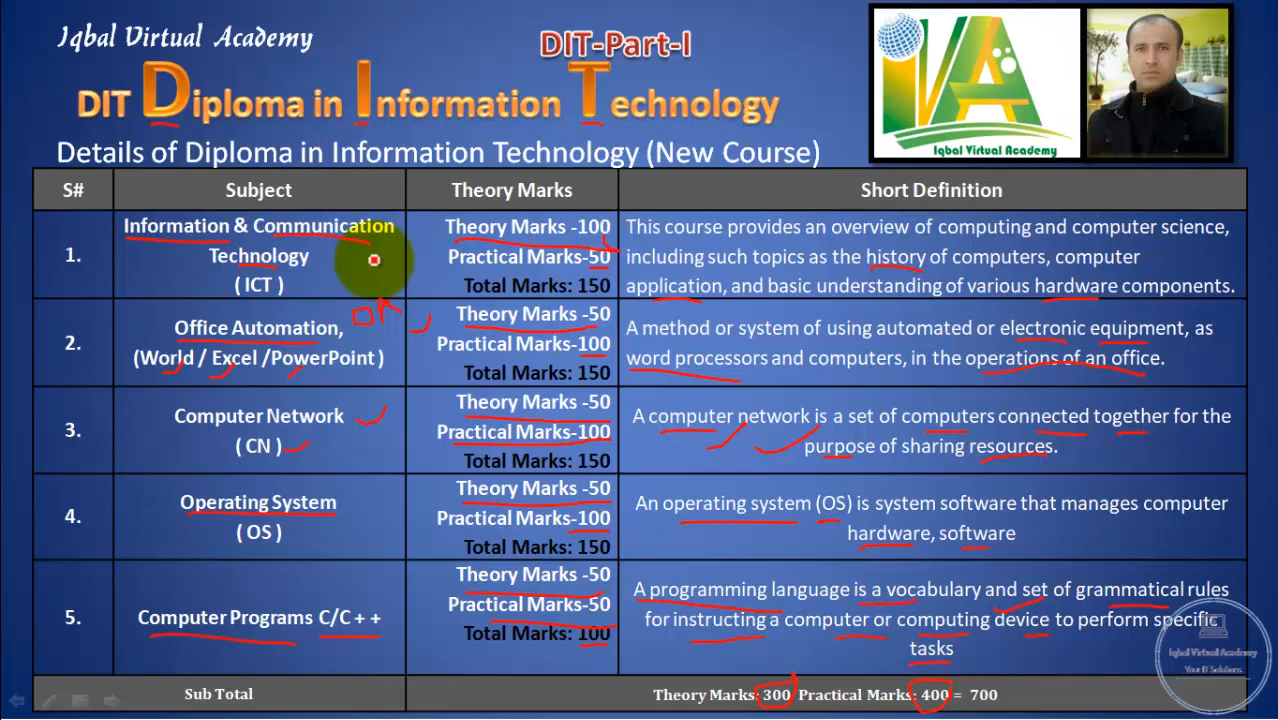 Iqbal Virtual Academy
DIT-Part-I
DIT Diploma in Information Technology
Details of Diploma in Information Technology (New Course)
IVA
Iqbal Virtual Academy
S# Subject Theory Marks Short Definition
1.
Information & Communication
Technology
( ICT )
Theory Marks -100
Practical Marks-50
Total Marks: 150
This course provides an overview of computing and computer science,
including such topics as the history of computers, computer
application, and basic understanding of various hardware components.
2.
Office Automation,
(World / Excel /PowerPoint )
Theory Marks -50
Practical Marks-100
Total Marks: 150
A method or system of using automated or electronic equipment, as
word processors and computers, in the operations of an office.
3.
Computer Network
( CN )
Theory Marks -50
Practical Marks-100
Total Marks: 150
A computer network is a set of computers connected together for the
purpose of sharing resources.
4.
Operating System
( OS )
Theory Marks -50
Practical Marks-100
Total Marks: 150
An operating system (OS) is system software that manages computer
hardware, software
5.
Computer Programs C/C + +
Theory Marks -50
Practical Marks-50
Total Marks: 100
A programming language is a vocabulary and set of grammatical rules
for instructing a computer or computing device to perform specific
tasks
Sub Total
Theory Marks: 300 Practical Marks: 400 = 700
Iqbal Virtual Academy
Your IT Solutions.